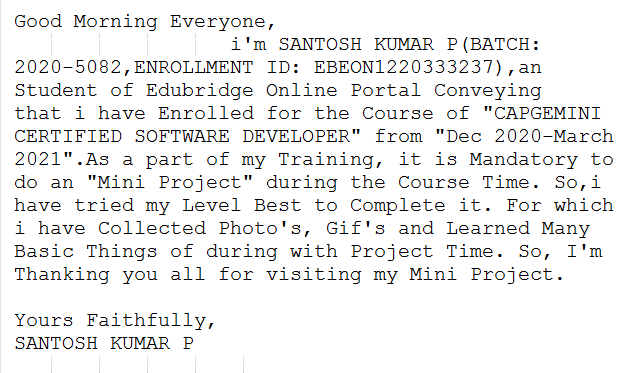 Good Morning Everyone,
i'm SANTOSH KUMAR P(BATCH:
2020-5082,ENROLLMENT ID: EBEON1220333237),an
Student of Edubridge Online Portal Conveying
that i have Enrolled for the Course of "CAPGEMINI
CERTIFIED SOFTWARE DEVELOPER" from "Dec 2020-March
2021".As a part of my Training, it is Mandatory to
do an "Mini Project" during the Course Time. So,i
have tried my Level Best to Complete it. For which
i have Collected Photo's, Gif's and Learned Many
Basic Things of during with Project Time. So, I'm
Thanking you all for visiting my Mini Project.
Yours Faithfully,
SANTOSH KUMAR P